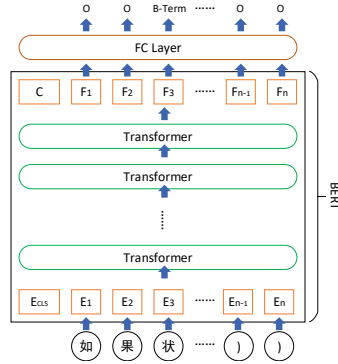 O O B-Term ...... O O
FC Layer
C F1 F2 F3 ...... Fn-1 Fn
Transformer
Transformer
......
Transformer
ECLS E1 E2 E3 ...... En-1 En
如 果 状 ...... ) )
BERT